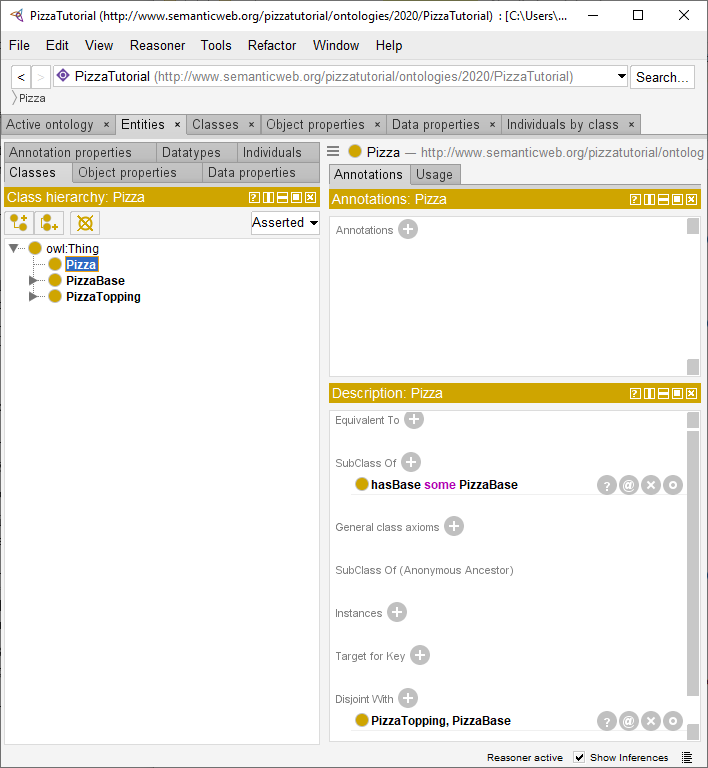 PizzaTutorial (http://www.semanticweb.org/pizzatutorial/ontologies/2020/PizzaTutorial) : [C:\Users\...
File Edit View Reasoner Tools Refactor Window Help
< > PizzaTutorial (http://www.semanticweb.org/pizzatutorial/ontologies/2020/PizzaTutorial) Search...
Pizza
Active ontology × Entities × Classes × Object properties × Data properties × Individuals by class ×
Annotation properties Datatypes Individuals
Classes Object properties Data properties
Class hierarchy: Pizza
Asserted
owl:Thing
Pizza
PizzaBase
PizzaTopping
Pizza — http://www.semanticweb.org/pizzatutorial/ontolog
Annotations Usage
Annotations: Pizza
Annotations
Description: Pizza
Equivalent To
SubClass Of
hasBase some PizzaBase
General class axioms
SubClass Of (Anonymous Ancestor)
Instances
Target for Key
Disjoint With
PizzaTopping, PizzaBase
Reasoner active Show Inferences